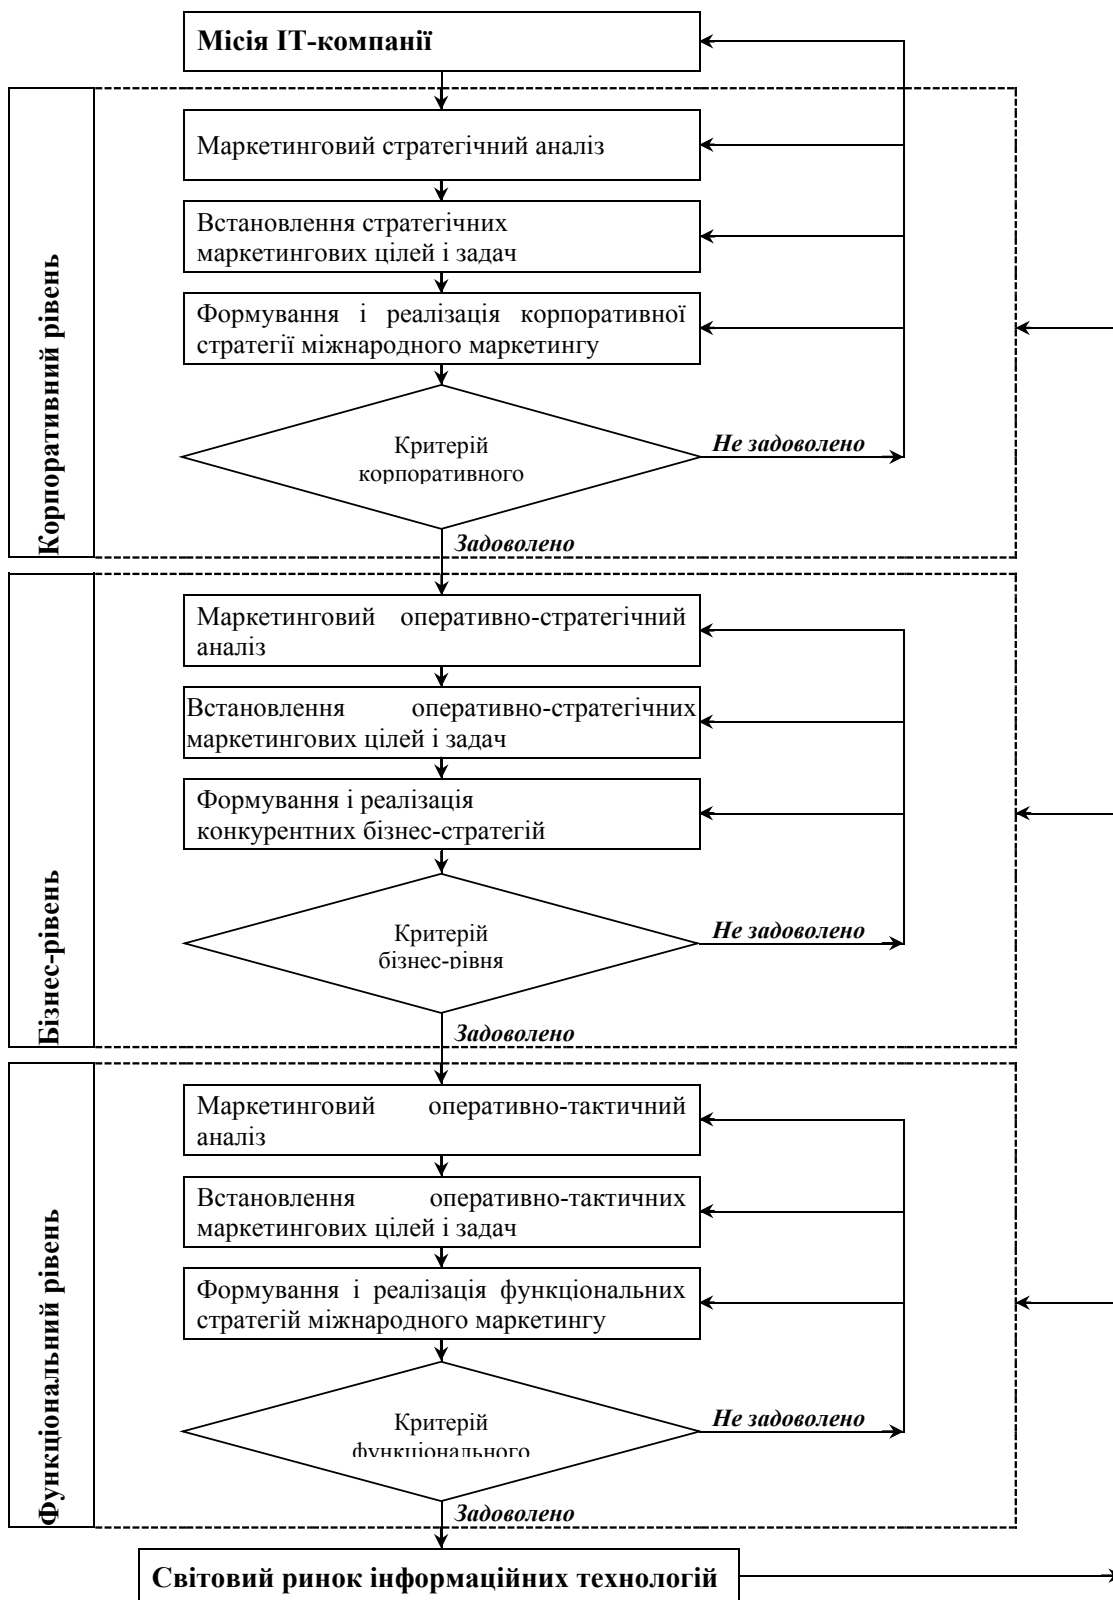 Місія ІТ-компанії
Корпоративний рівень
Маркетинговий стратегічний аналіз
Встановлення стратегічних
маркетингових цілей і задач
Формування і реалізація корпоративної
стратегії міжнародного маркетингу
Критерій
корпоративного
Не задоволено
Задоволено
Бізнес-рівень
Маркетинговий оперативно-стратегічний
аналіз
Встановлення оперативно-стратегічних
маркетингових цілей і задач
Формування і реалізація
конкурентних бізнес-стратегій
Критерій
бізнес-рівня
Не задоволено
Задоволено
Функціональний рівень
Маркетинговий оперативно-тактичний
аналіз
Встановлення оперативно-тактичних
маркетингових цілей і задач
Формування і реалізація функціональних
стратегій міжнародного маркетингу
Критерій
функціонального
Не задоволено
Задоволено
Світовий ринок інформаційних технологій